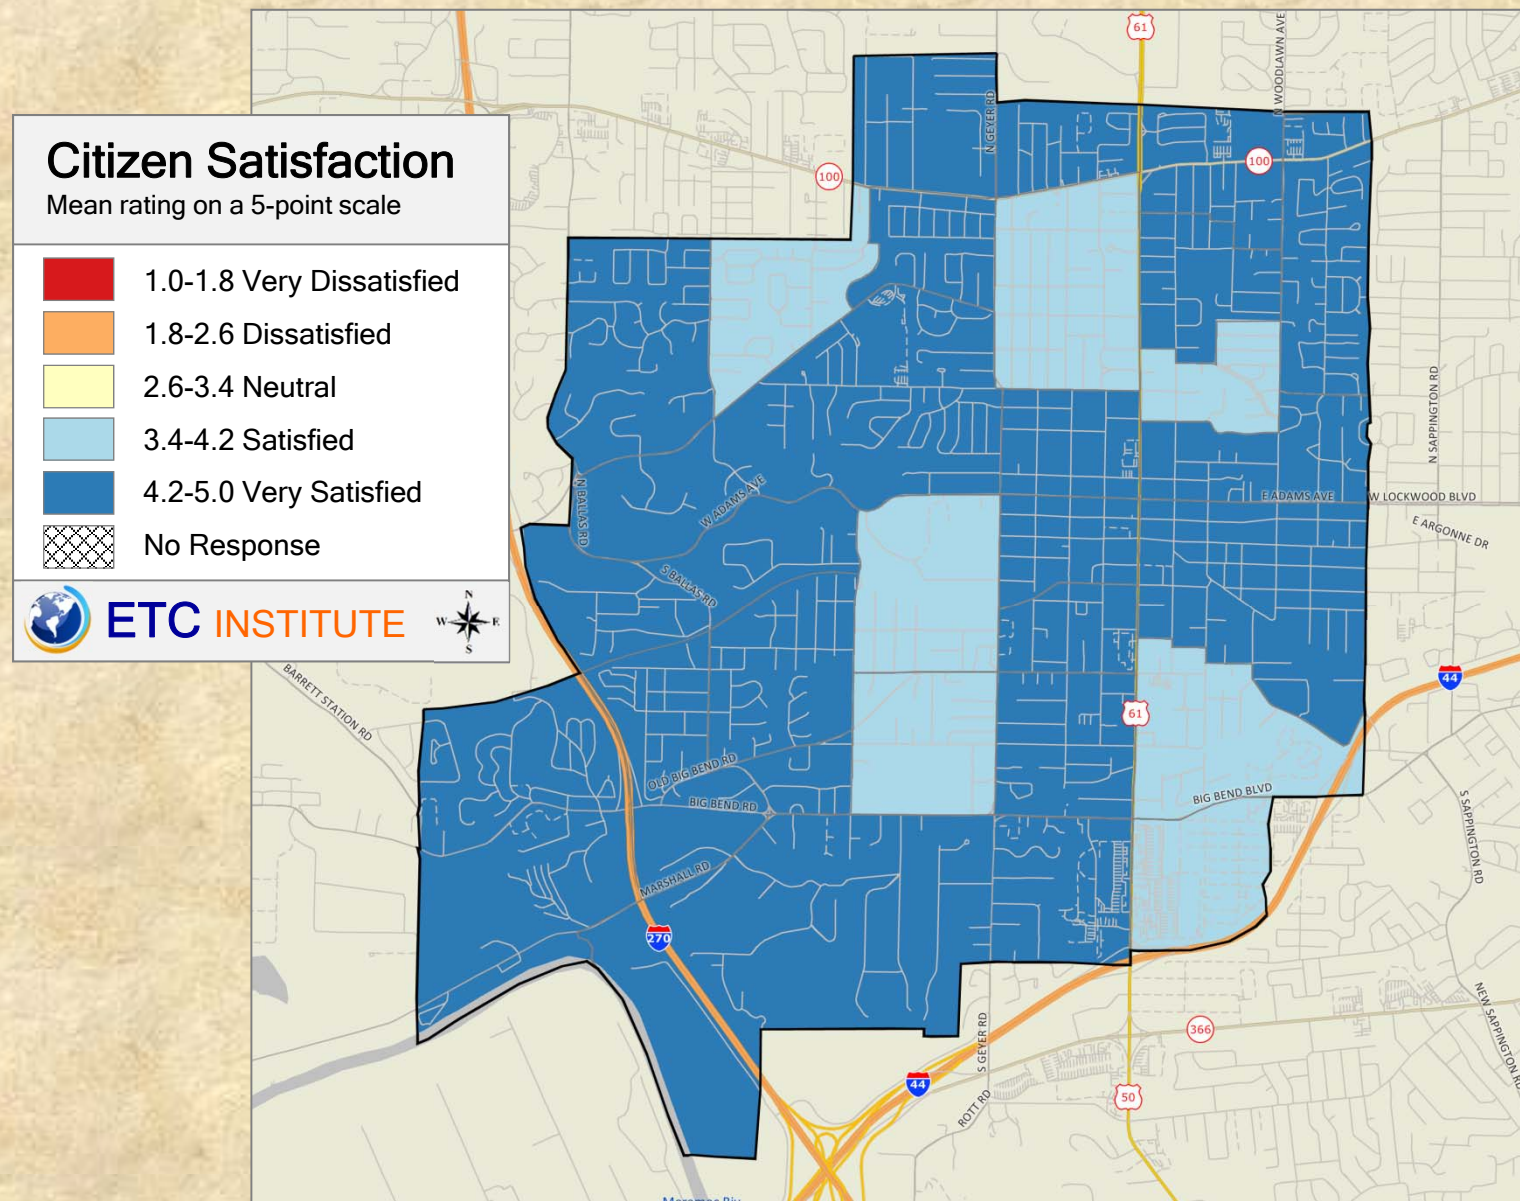 Citizen Satisfaction
Mean rating on a 5-point scale
1.0-1.8 Very Dissatisfied
1.8-2.6 Dissatisfied
2.6-3.4 Neutral
3.4-4.2 Satisfied
4.2-5.0 Very Satisfied
No Response
ETC INSTITUTE
N
W E
S
61
N WOODLAWN AVE
N GEYER RD
100
100
N SAPPINGTON RD
N BALLAS RD
W ADAMS AVE
E ADAMS AVE
W LOCKWOOD BLVD
E ARGONNE DR
S BALLAS RD
BARRETT STATION RD
44
61
OLD BIG BEND RD
BIG BEND RD
BIG BEND BLVD
S SAPPINGTON RD
MARSHALL RD
270
NEW SAPPINGTON RD
S GEYER RD
366
44
50
ROTT RD